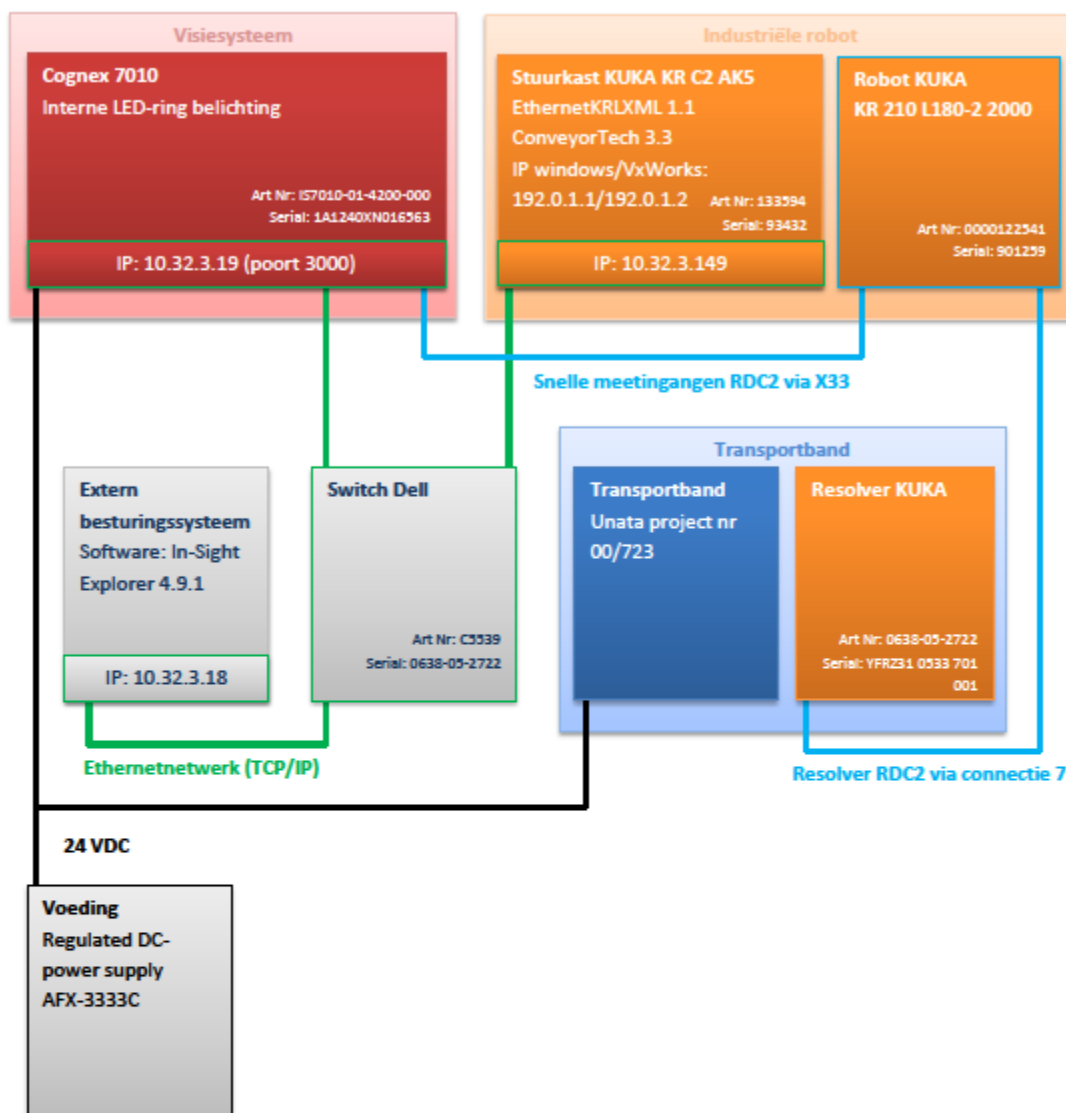 Visiesysteem
Cognex 7010
Interne LED-ring belichting
Art Nr: IS7010-01-4200-000
Serial: 1A1240XN016563
IP: 10.32.3.19 (poort 3000)
Industriële robot
Stuurkast KUKA KR C2 AK5
EthernetKRLXML 1.1
ConveyorTech 3.3
IP windows/VxWorks:
192.0.1.1/192.0.1.2
Art Nr: 133594
Serial: 93432
IP: 10.32.3.149
Robot KUKA
KR 210 L180-2 2000
Art Nr: 0000122541
Serial: 901259
Snelle meetingangen RDC2 via X33
Extern
besturingssysteem
Software: In-Sight
Explorer 4.9.1
IP: 10.32.3.18
Switch Dell
Art Nr: C5539
Serial: 0638-05-2722
Transportband
Transportband
Unata project nr
00/723
Resolver KUKA
Art Nr: 0638-05-2722
Serial: YFRZ31 0533 701
001
Ethernetnetwerk (TCP/IP)
Resolver RDC2 via connectie 7
24 VDC
Voeding
Regulated DC-
power supply
AFX-3333C